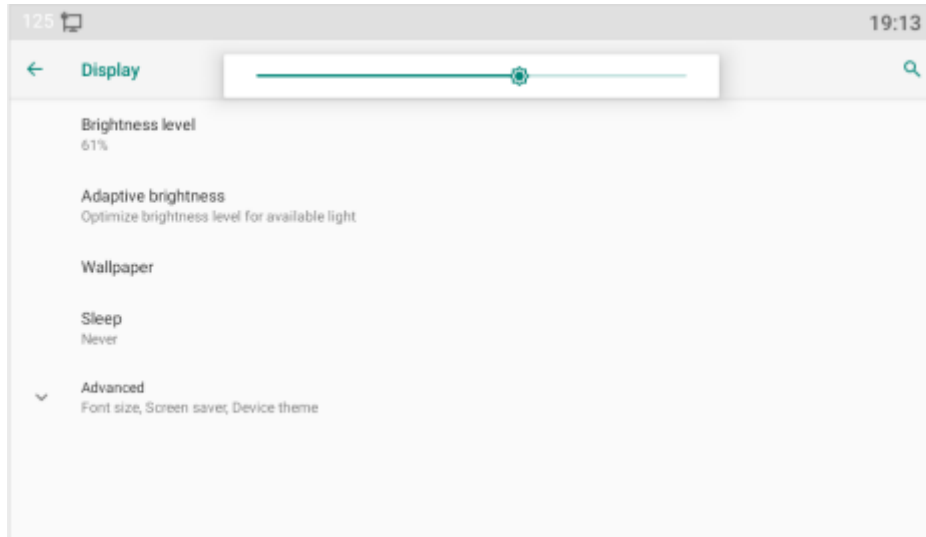 125 19:13
Display
Brightness level
61%
Adaptive brightness
Optimize brightness level for available light
Wallpaper
Sleep
Never
Advanced
Font size, Screen saver, Device theme